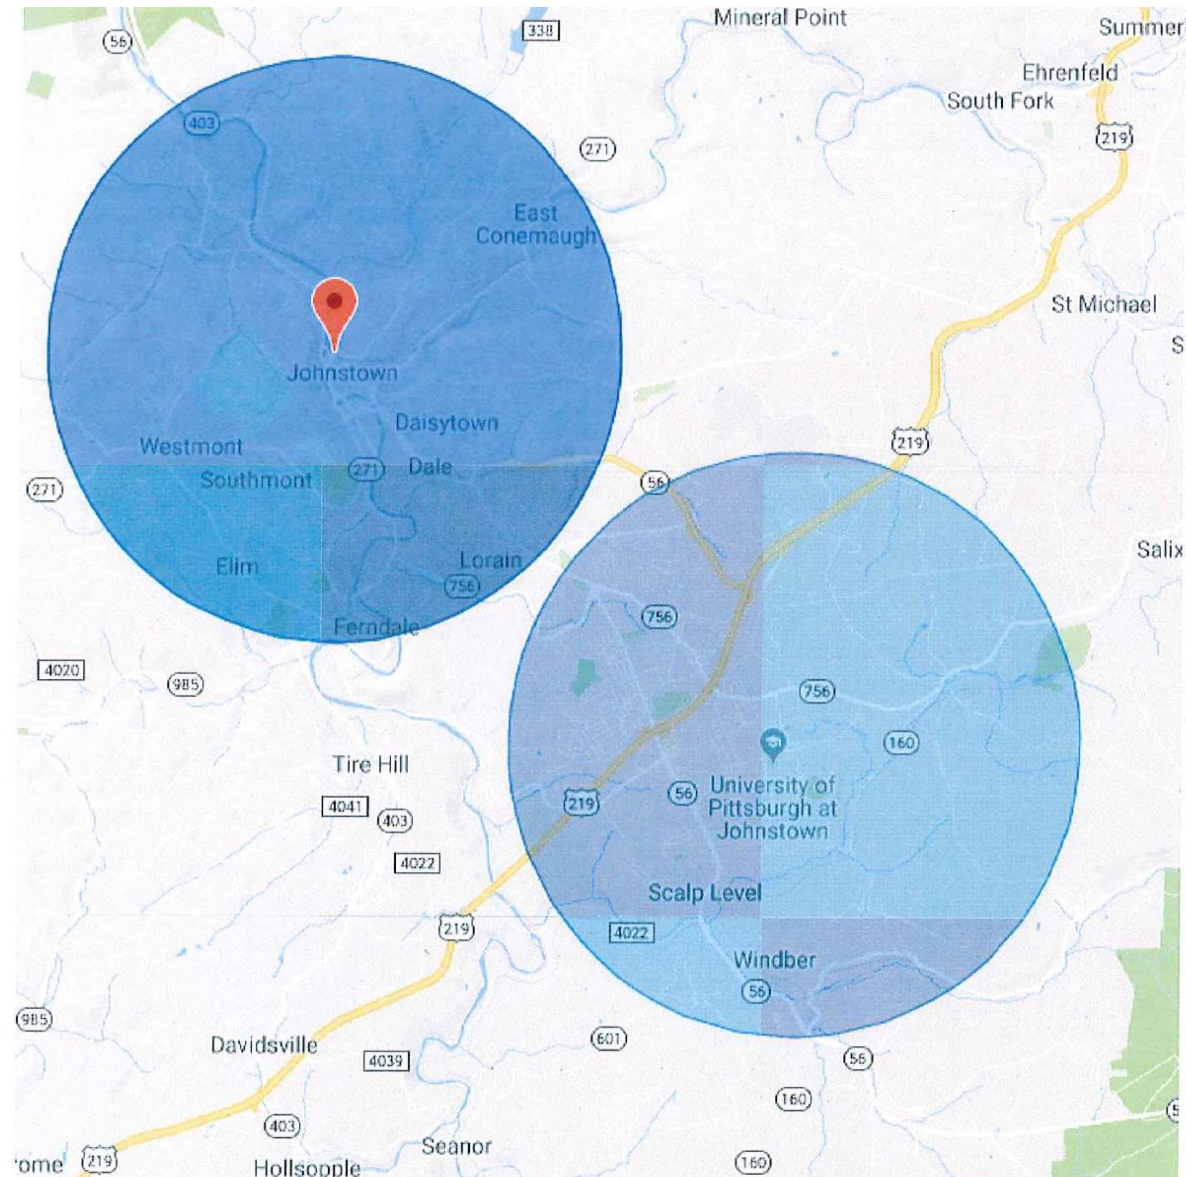 Mineral Point
338
56
Summer
Ehrenfeld
South Fork
403
219
271
East
Conemaugh
St Michael
S
Johnstown
Daisytown
219
Westmont
271
Dale
Southmont
56
271
Salix
Lorain
Elim
756
756
Ferndale
4020
985
756
160
Tire Hill
University of
Pittsburgh at
Johnstown
56
219
4041
403
4022
Scalp Level
219
4022
Windber
56
985
601
Davidsville
4039
56
160
5
403
Seanor
ome
219
Hollsopple
160